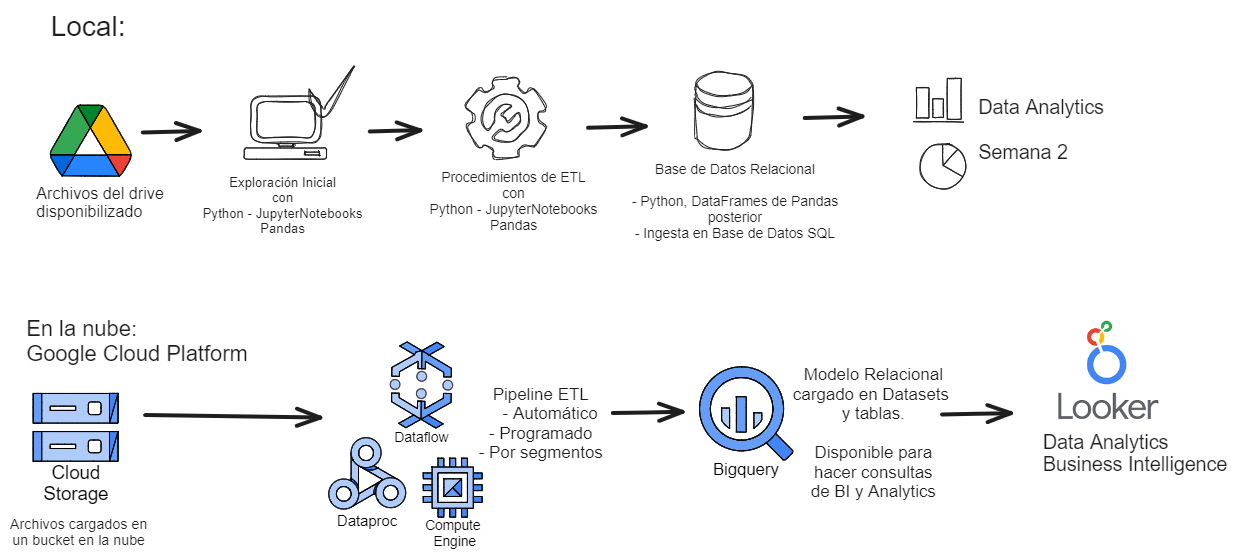 Local:
Archivos del drive
disponibilizado
Exploración Inicial
con
Python - JupyterNotebooks
Pandas
Procedimientos de ETL
con
Python - JupyterNotebooks
Pandas
Base de Datos Relacional
- Python, DataFrames de Pandas
posterior
- Ingesta en Base de Datos SQL
Data Analytics
Semana 2
En la nube:
Google Cloud Platform
Cloud
Storage
Archivos cargados en
un bucket en la nube
Dataflow
Dataproc
Compute
Engine
Pipeline ETL
- Automático
- Programado
- Por segmentos
Bigquery
Modelo Relacional
cargado en Datasets
y tablas.
Disponible para
hacer consultas
de BI y Analytics
Looker
Data Analytics
Business Intelligence